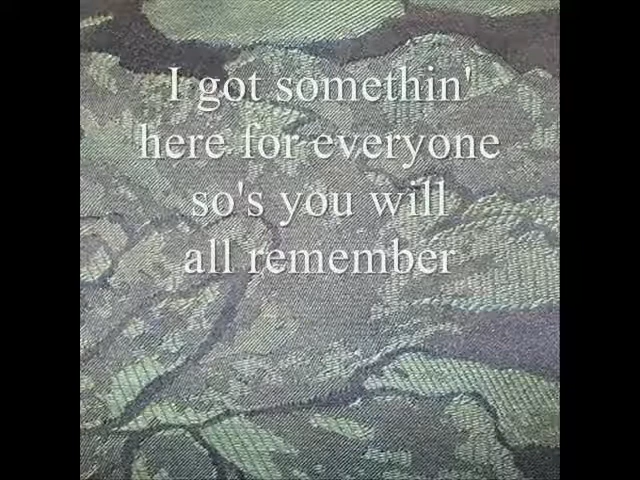 I got somethin'
here for everyone
so's you will
all remember